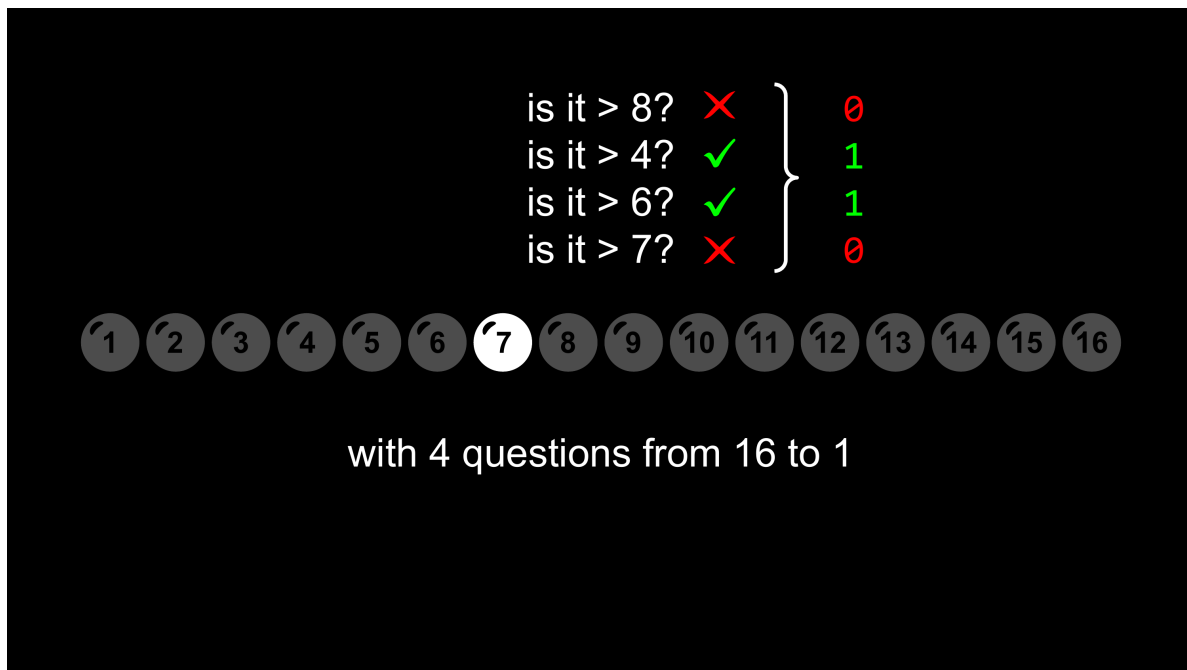 is it > 8? ✗ 0
is it > 4? ✓ 1
is it > 6? ✓ 1
is it > 7? ✗ 0
1 2 3 4 5 6 7 8 9 10 11 12 13 14 15 16
with 4 questions from 16 to 1